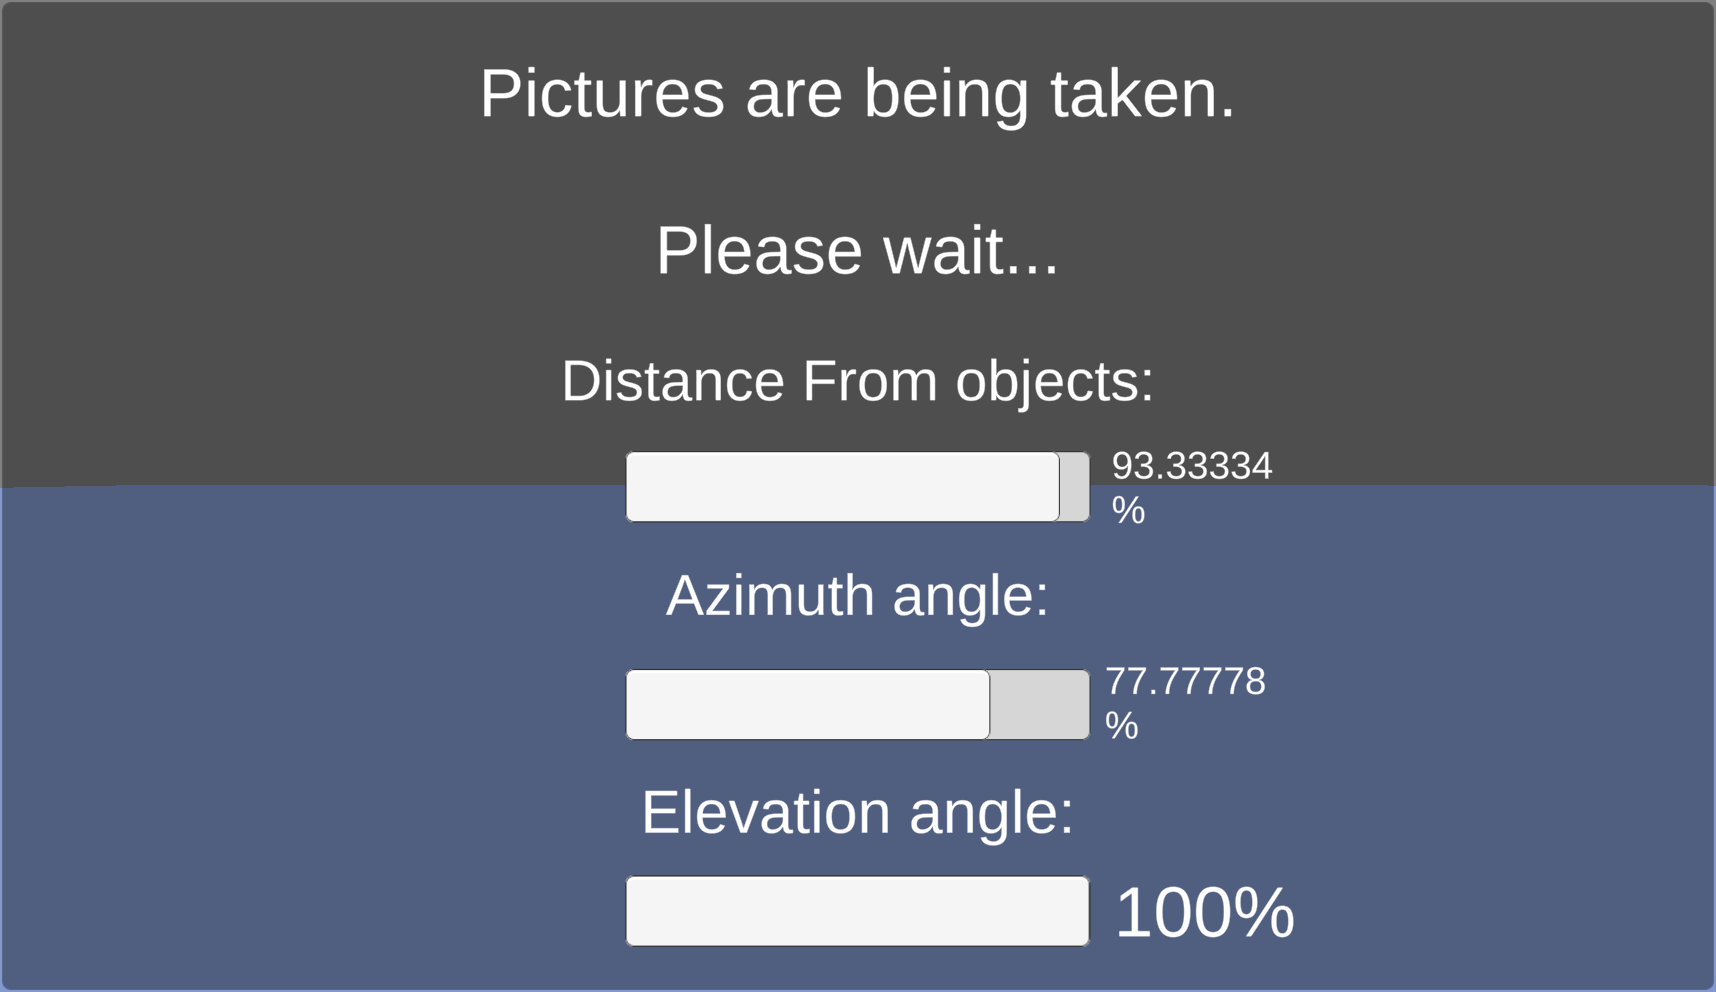 Pictures are being taken.
Please wait...
Distance From objects:
93.33334
%
Azimuth angle:
77.77778
%
Elevation angle:
100%